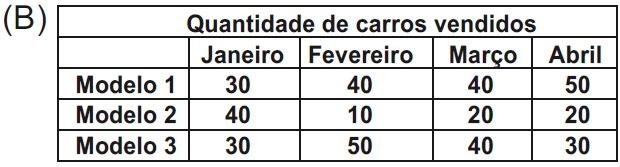 (B)
Quantidade de carros vendidos
Janeiro Fevereiro Março Abril
Modelo 1 30 40 40 50
Modelo 2 40 10 20 20
Modelo 3 30 50 40 30